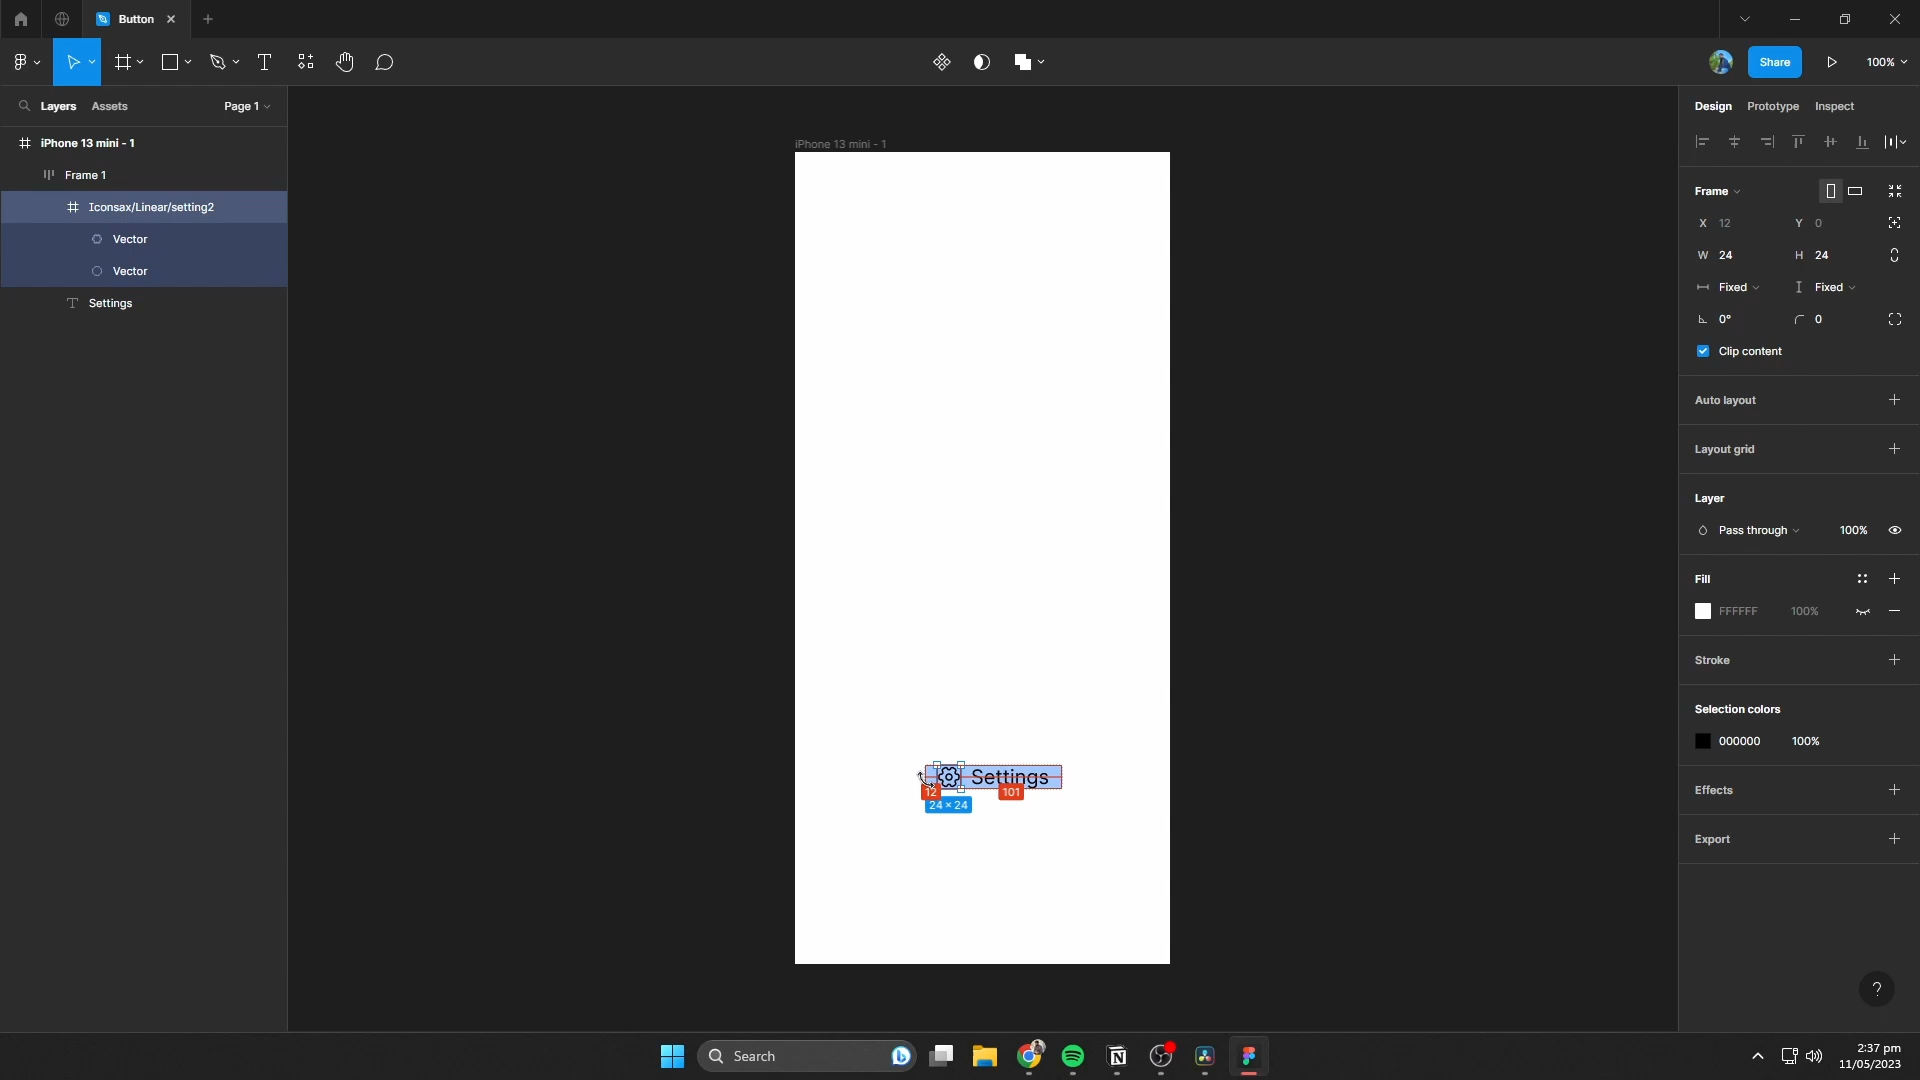 Button
Share
100%
Layers
Assets
Page 1
Design
Prototype
Inspect
iPhone 13 mini - 1
Frame 1
Iconsax/Linear/setting2
Vector
Vector
Settings
iPhone 13 mini - 1
Settings
12
101
24 × 24
Frame
X 12
Y 0
W 24
H 24
Fixed
Fixed
0°
0
Clip content
Auto layout
Layout grid
Layer
Pass through
100%
Fill
FFFFFF
100%
Stroke
Selection colors
000000
100%
Effects
Export
?
Search
2:37 pm
11/05/2023